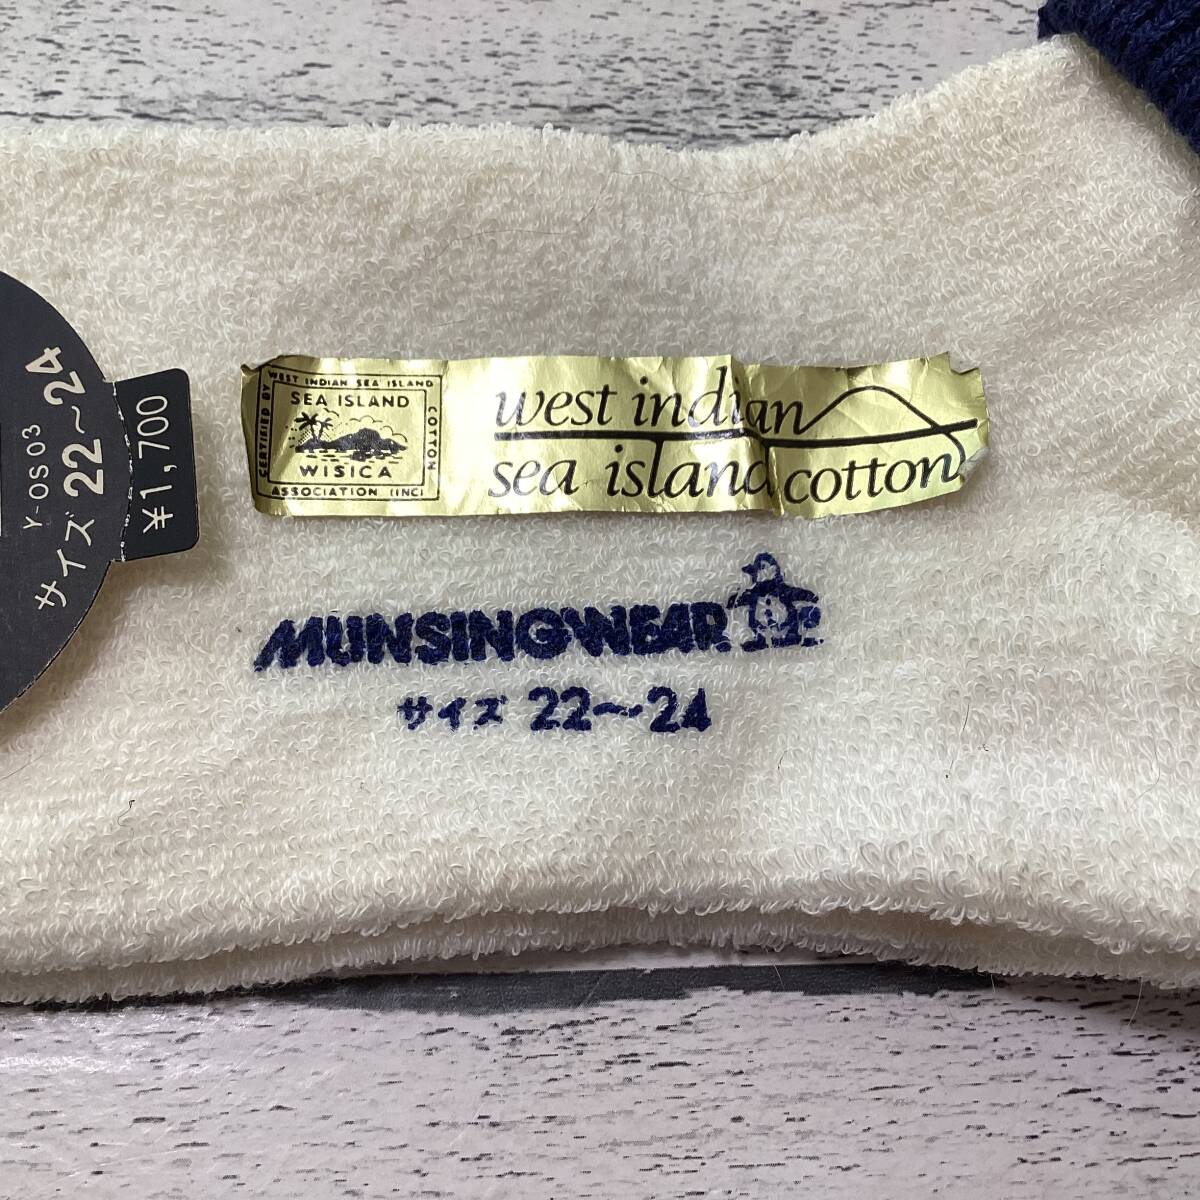 Y-OS03
サイズ 22〜24
¥1,700
CERTIFIED BY WEST INDIAN SEA ISLAND COTTON ASSOCIATION (INC)
SEA ISLAND
WISICA
west indian
sea island cotton
MUNSINGWEAR
サイズ 22〜24